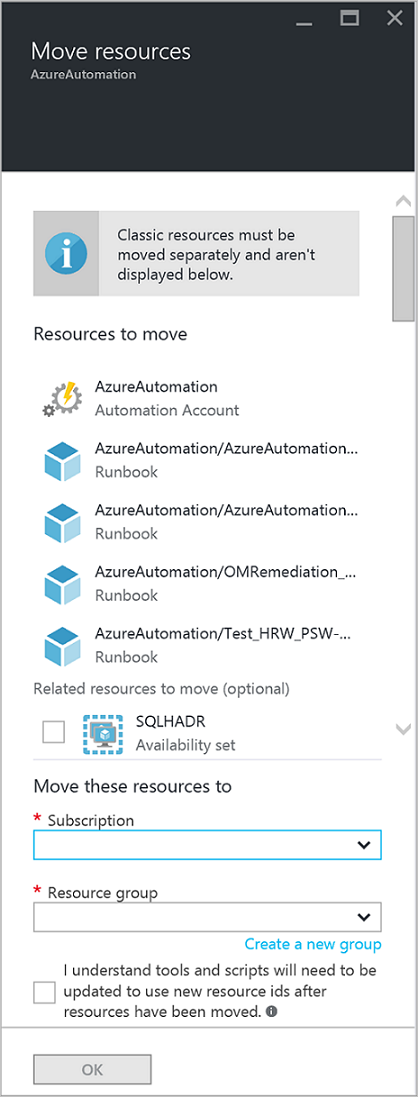 Move resources
AzureAutomation
Classic resources must be
moved separately and aren't
displayed below.
Resources to move
AzureAutomation
Automation Account
AzureAutomation/AzureAutomation...
Runbook
AzureAutomation/AzureAutomation...
Runbook
AzureAutomation/OMRemediation_...
Runbook
AzureAutomation/Test_HRW_PSW-...
Runbook
Related resources to move (optional)
SQLHADR
Availability set
Move these resources to
* Subscription
* Resource group
Create a new group
I understand tools and scripts will need to be
updated to use new resource ids after
resources have been moved.
OK